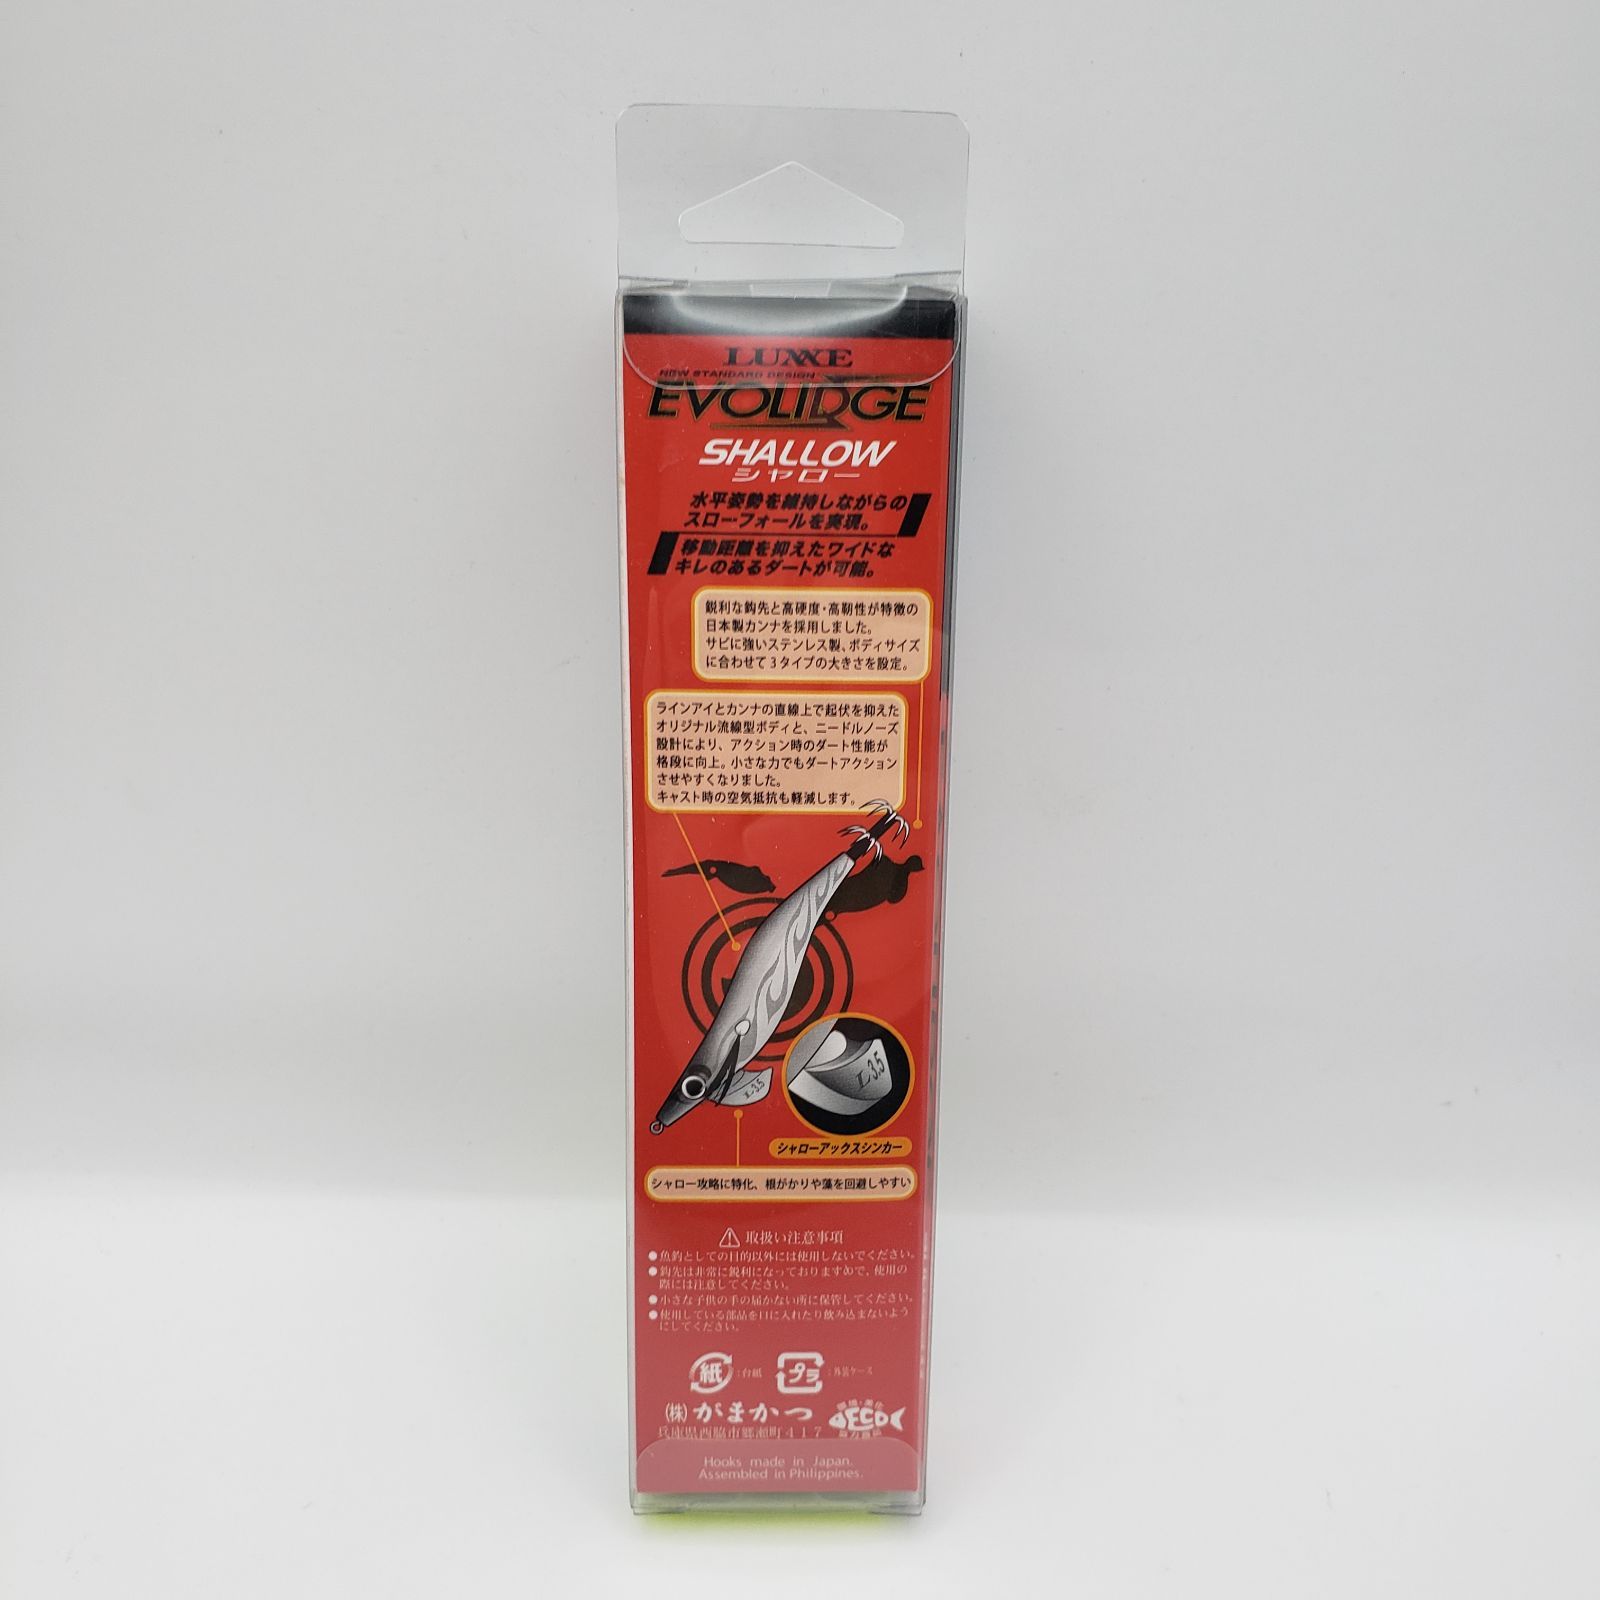 LUXXE
NEW STANDARD DESIGN
EVOLIDGE
SHALLOW
シャロー
水平姿勢を維持しながらの
スローフォールを実現。
移動距離を抑えたワイドな
キレのあるダートが可能。
鋭利な鈎先と高硬度・高靭性が特徴の
日本製カンナを採用しました。
サビに強いステンレス製、ボディサイズ
に合わせて3タイプの大きさを設定。
ラインアイとカンナの直線上で起伏を抑えた
オリジナル流線型ボディと、ニードルノーズ
設計により、アクション時のダート性能が
格段に向上。小さな力でもダートアクション
させやすくなりました。
キャスト時の空気抵抗も軽減します。
L-3.5
L-3.5
シャローアックスシンカー
シャロー攻略に特化、根がかりや藻を回避しやすい
⚠取扱い注意事項
●魚鈎としての目的以外には使用しないでください。
●鈎先は非常に鋭利になっておりますので、使用の
際には注意してください。
●小さな子供の手の届かない所に保管してください。
●使用している部品を口に入れたり飲み込まないよう
にしてください。
紙:台紙 プラ:外装ケース
(株)がまかつ
ECO
兵庫県西脇市郷瀬町417
Hooks made in Japan.
Assembled in Philippines.